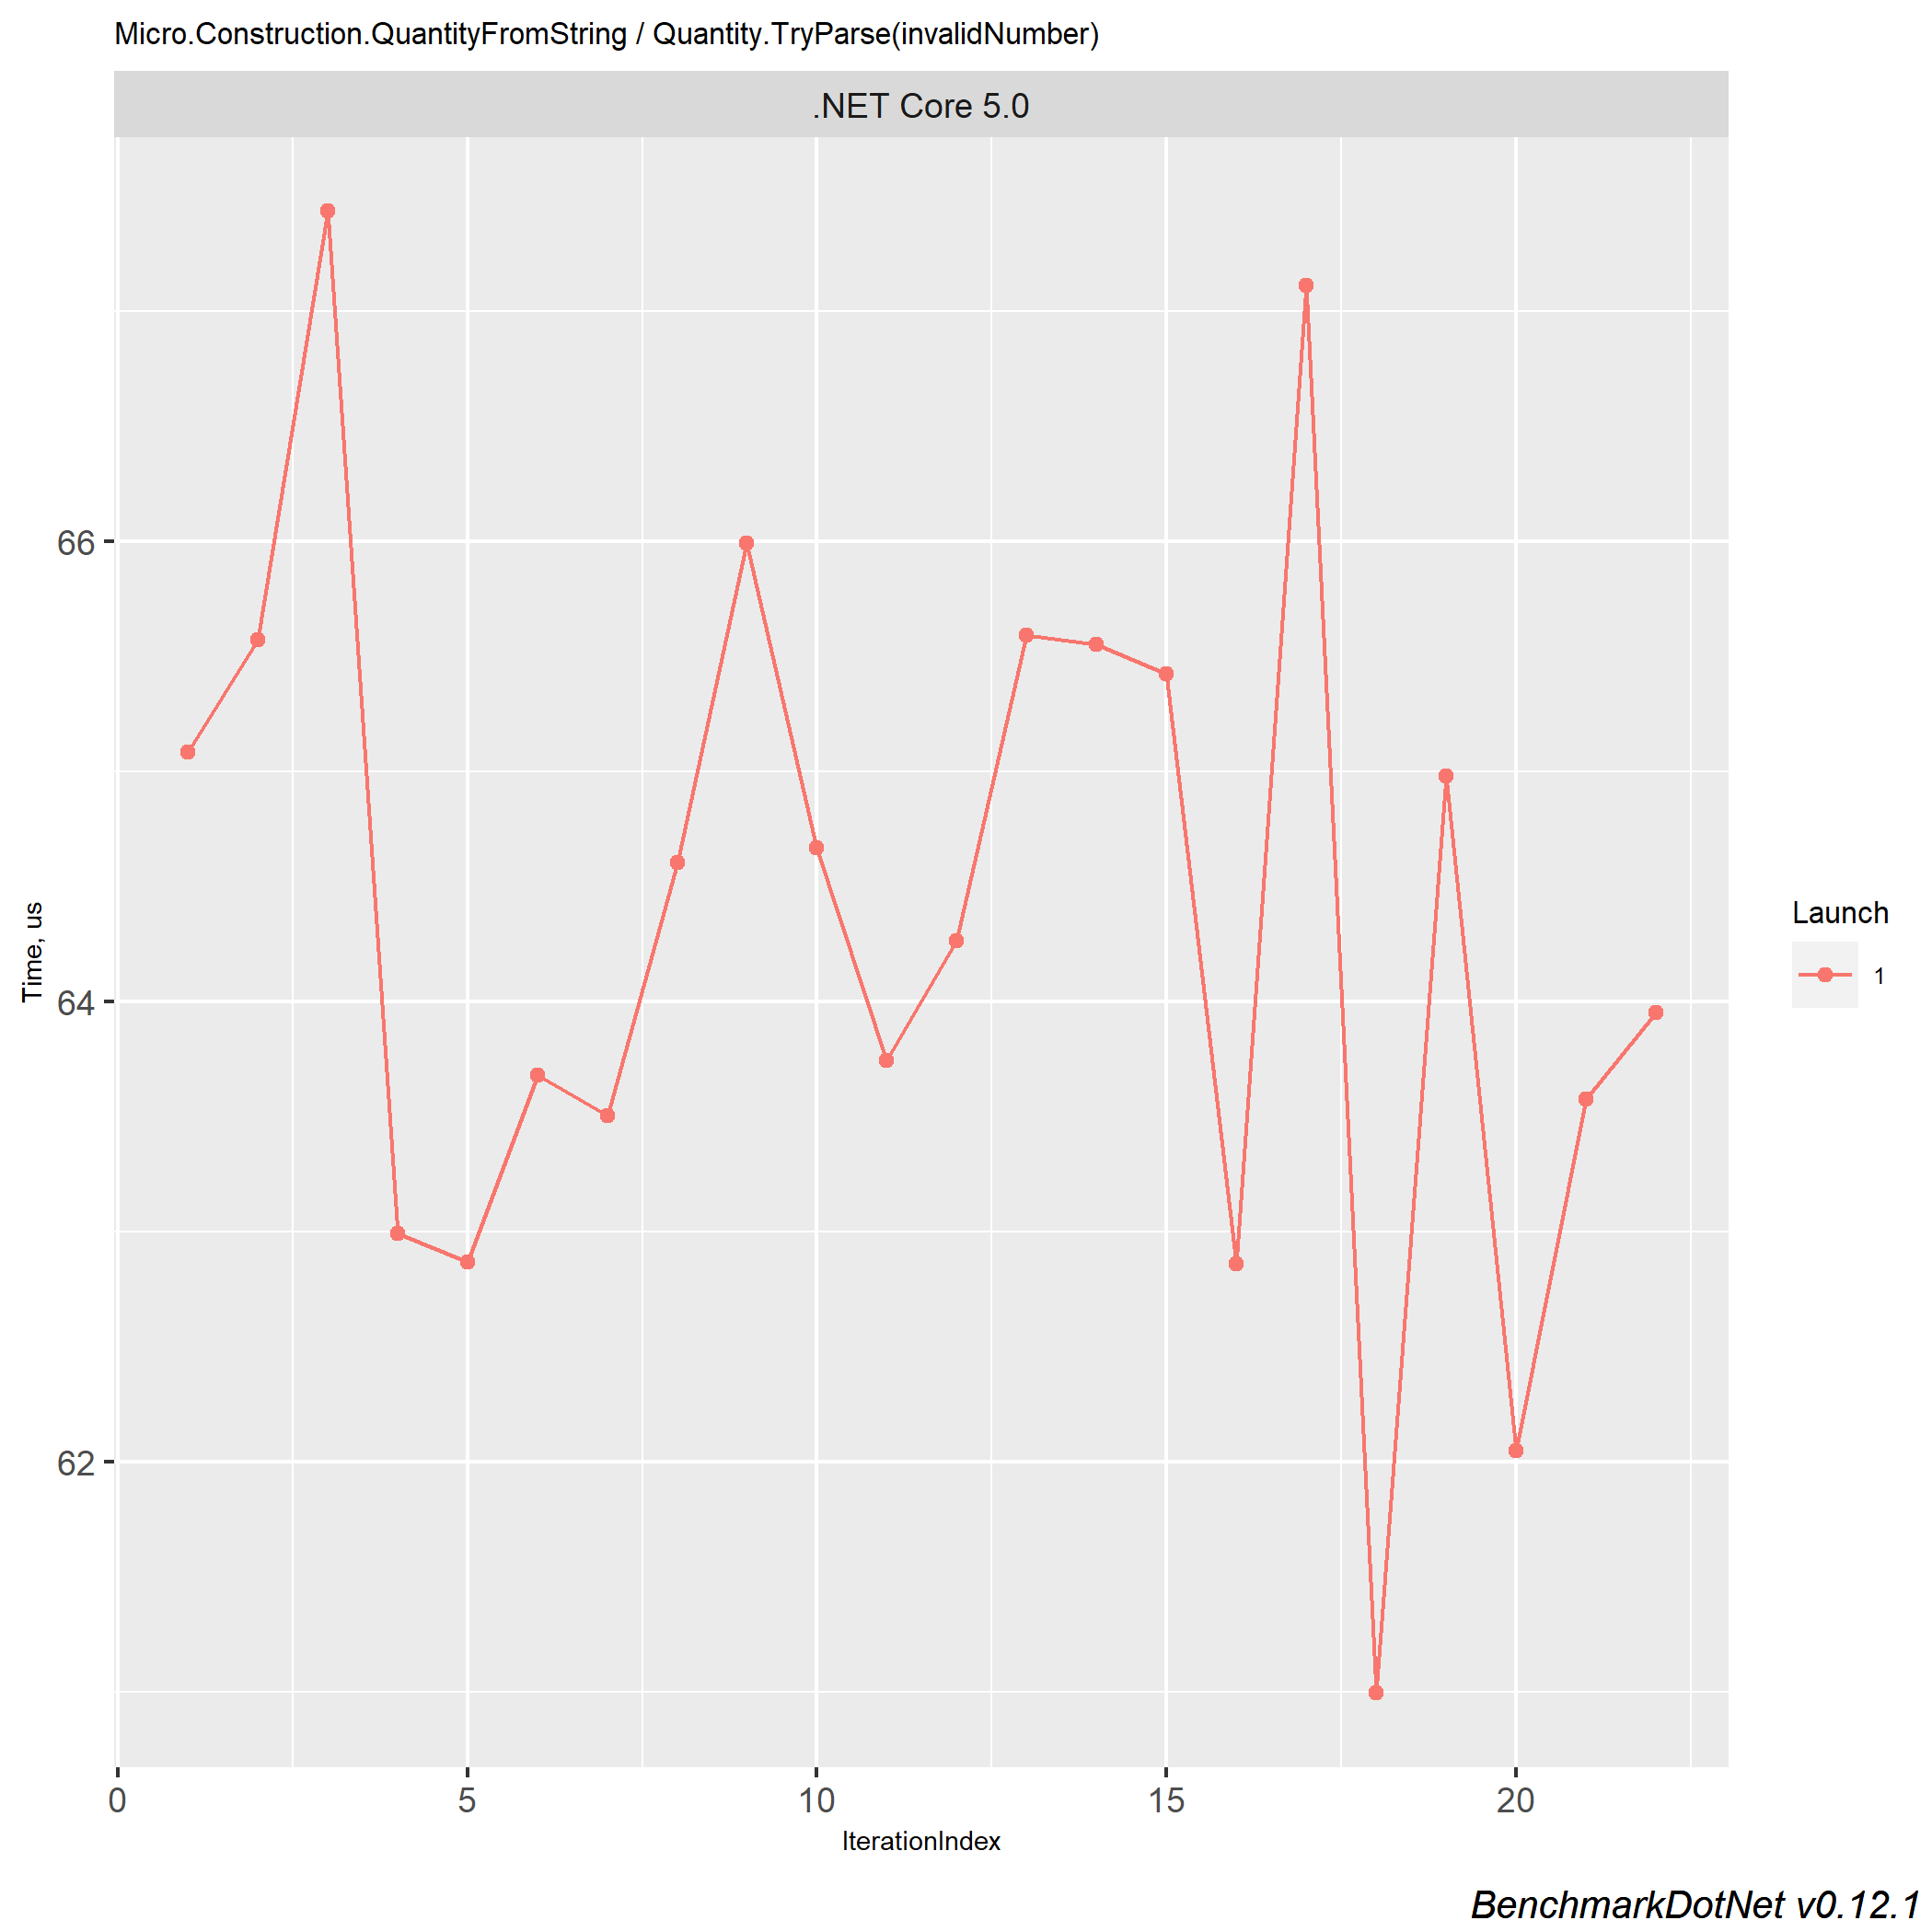 Micro.Construction.QuantityFromString / Quantity.TryParse(invalidNumber)
.NET Core 5.0
66
64
62
Time, us
0 5 10 15 20
IterationIndex
Launch
1
BenchmarkDotNet v0.12.1